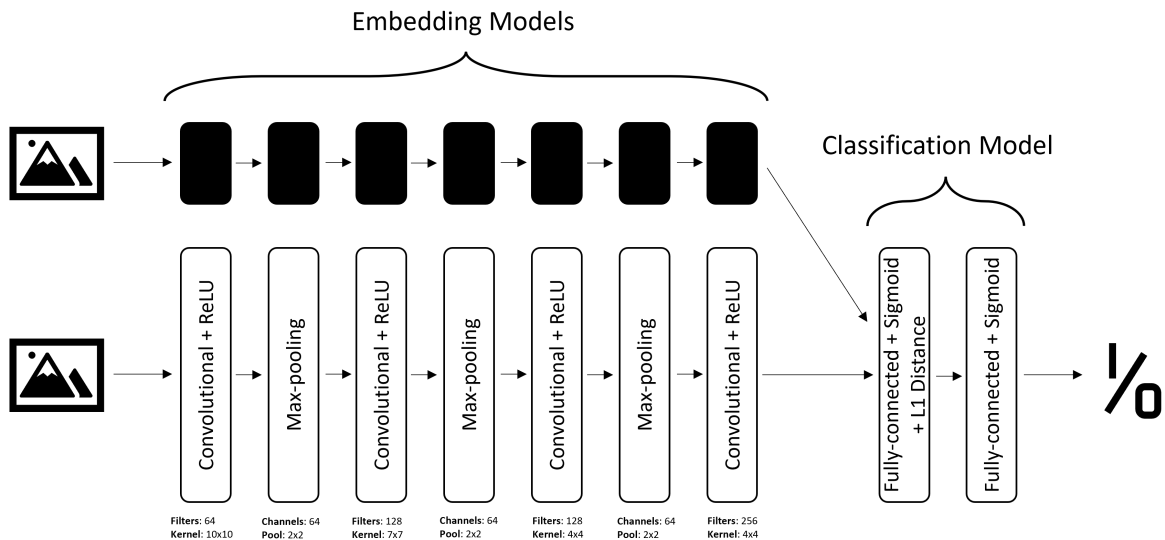 Embedding Models
Classification Model
Convolutional + ReLU
Max-pooling
Convolutional + ReLU
Max-pooling
Convolutional + ReLU
Max-pooling
Convolutional + ReLU
Fully-connected + Sigmoid
+ L1 Distance
Fully-connected + Sigmoid
1/0
Filters: 64
Kernel: 10x10
Channels: 64
Pool: 2x2
Filters: 128
Kernel: 7x7
Channels: 64
Pool: 2x2
Filters: 128
Kernel: 4x4
Channels: 64
Pool: 2x2
Filters: 256
Kernel: 4x4